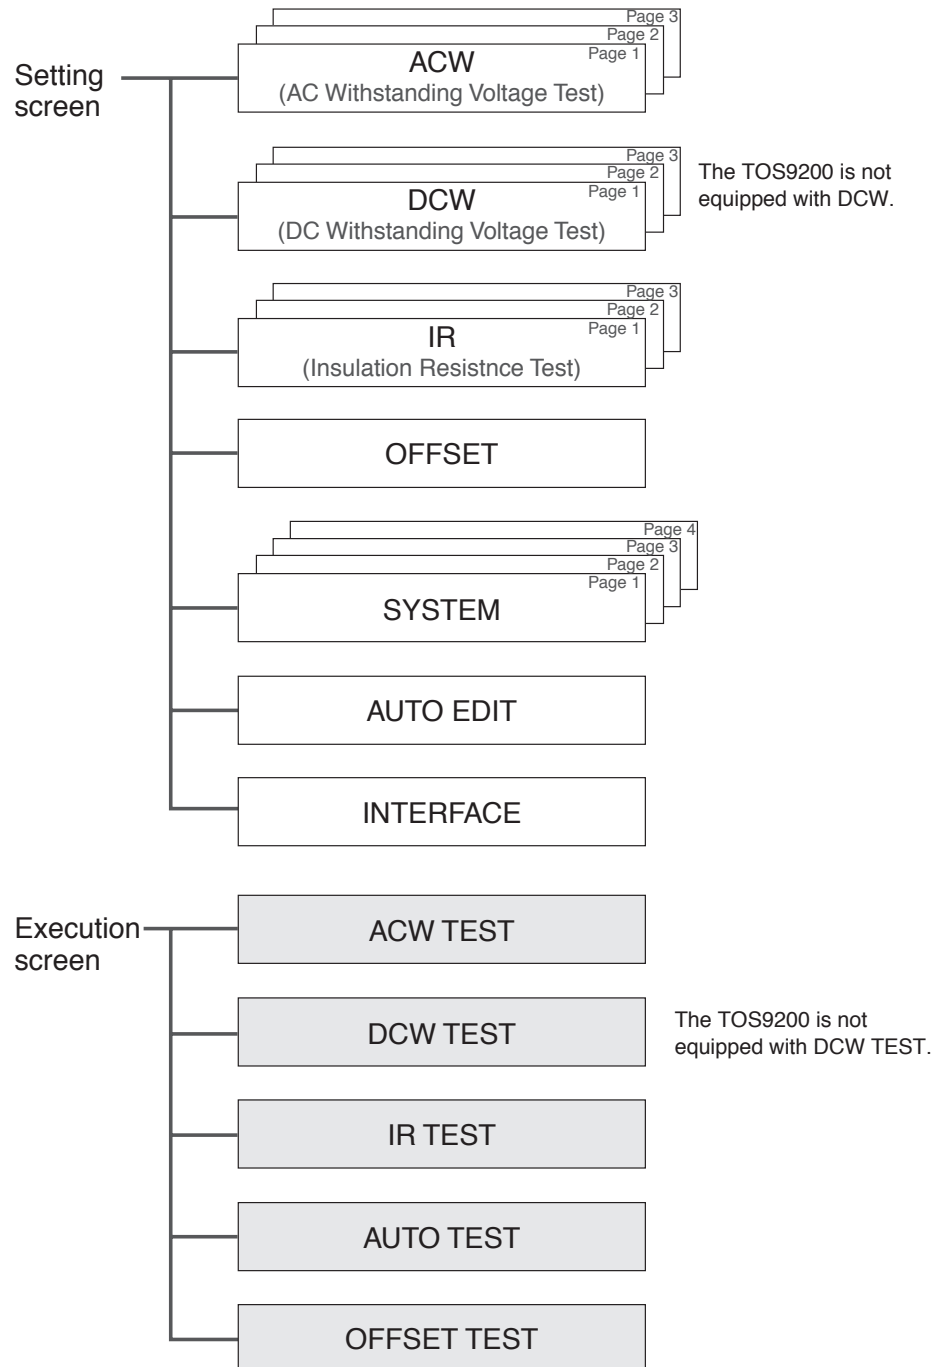 Setting
screen
Page 3
Page 2
Page 1
ACW
(AC Withstanding Voltage Test)
Page 3
Page 2
Page 1
DCW
(DC Withstanding Voltage Test)
The TOS9200 is not
equipped with DCW.
Page 3
Page 2
Page 1
IR
(Insulation Resistnce Test)
OFFSET
Page 4
Page 3
Page 2
Page 1
SYSTEM
AUTO EDIT
INTERFACE
Execution
screen
ACW TEST
DCW TEST
The TOS9200 is not
equipped with DCW TEST.
IR TEST
AUTO TEST
OFFSET TEST